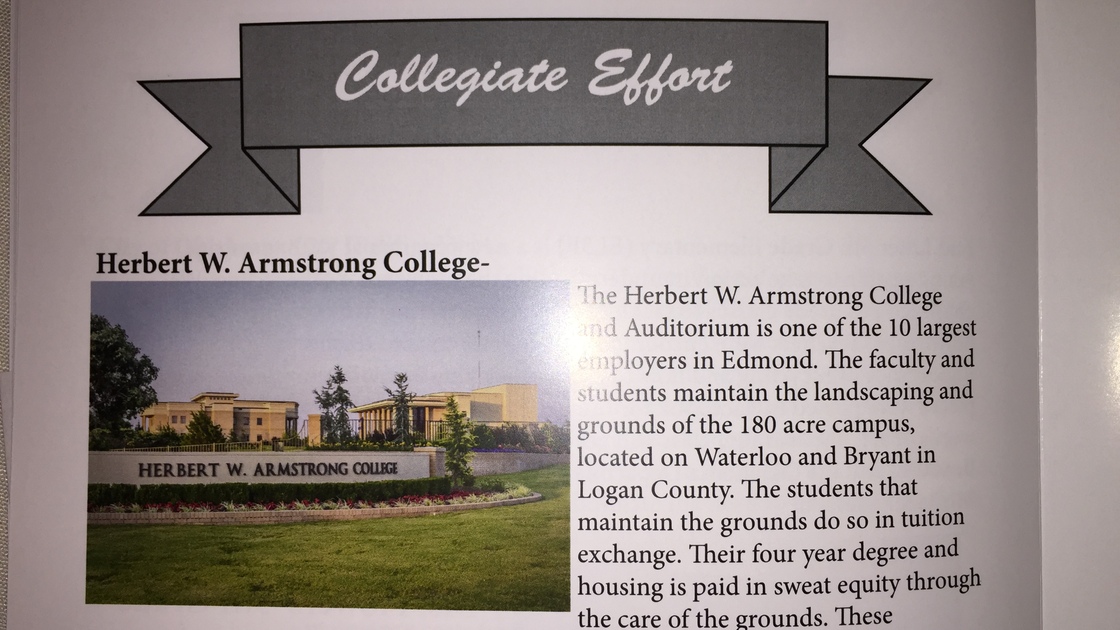 Collegiate Effort
Herbert W. Armstrong College-
HERBERT W. ARMSTRONG COLLEGE
The Herbert W. Armstrong College
and Auditorium is one of the 10 largest
employers in Edmond. The faculty and
students maintain the landscaping and
grounds of the 180 acre campus,
located on Waterloo and Bryant in
Logan County. The students that
maintain the grounds do so in tuition
exchange. Their four year degree and
housing is paid in sweat equity through
the care of the grounds. These